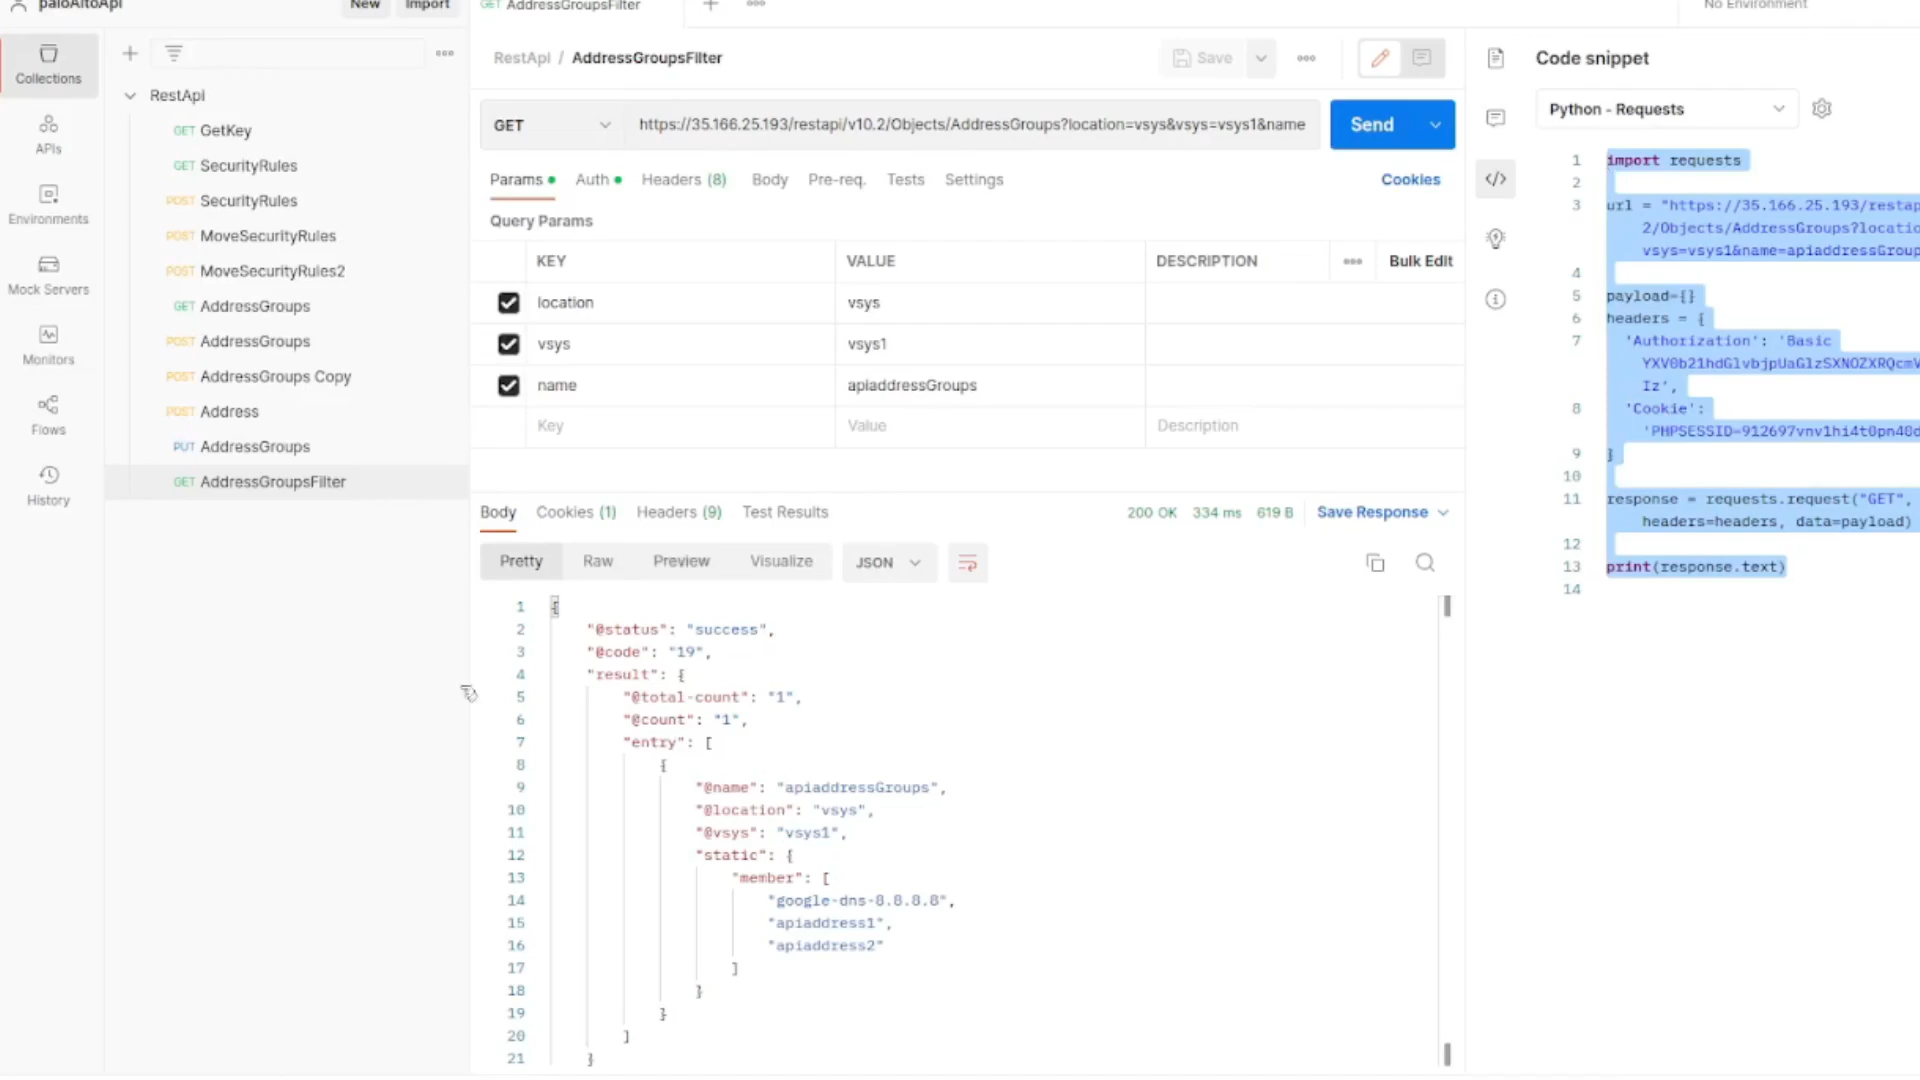 paloAltoApi
New
Import
GET AddressGroupsFilter
No Environment
Collections
APIs
Environments
Mock Servers
Monitors
Flows
History
RestApi
GET GetKey
GET SecurityRules
POST SecurityRules
POST MoveSecurityRules
POST MoveSecurityRules2
GET AddressGroups
POST AddressGroups
POST AddressGroups Copy
POST Address
PUT AddressGroups
GET AddressGroupsFilter
RestApi / AddressGroupsFilter
Save
GET
https://35.166.25.193/restapi/v10.2/Objects/AddressGroups?location=vsys&vsys=vsys1&name
Send
Params
Auth
Headers (8)
Body
Pre-req.
Tests
Settings
Cookies
Query Params
KEY VALUE DESCRIPTION
Bulk Edit
location vsys
vsys vsys1
name apiaddressGroups
Key Value Description
Body
Cookies (1)
Headers (9)
Test Results
200 OK 334 ms 619 B
Save Response
Pretty
Raw
Preview
Visualize
JSON
1 {
2 "@status": "success",
3 "@code": "19",
4 "result": {
5 "@total-count": "1",
6 "@count": "1",
7 "entry": [
8 {
9 "@name": "apiaddressGroups",
10 "@location": "vsys",
11 "@vsys": "vsys1",
12 "static": {
13 "member": [
14 "google-dns-8.8.8.8",
15 "apiaddress1",
16 "apiaddress2"
17 ]
18 }
19 }
20 ]
21 }
Code snippet
Python - Requests
1 import requests
2
3 url = "https://35.166.25.193/restap
2/Objects/AddressGroups?locatio
vsys=vsys1&name=apiaddressGroup
4
5 payload={}
6 headers = {
7 'Authorization': 'Basic
Iz',
8 'Cookie':
9 }
10
11 response = requests.request("GET",
headers=headers, data=payload)
12
13 print(response.text)
14